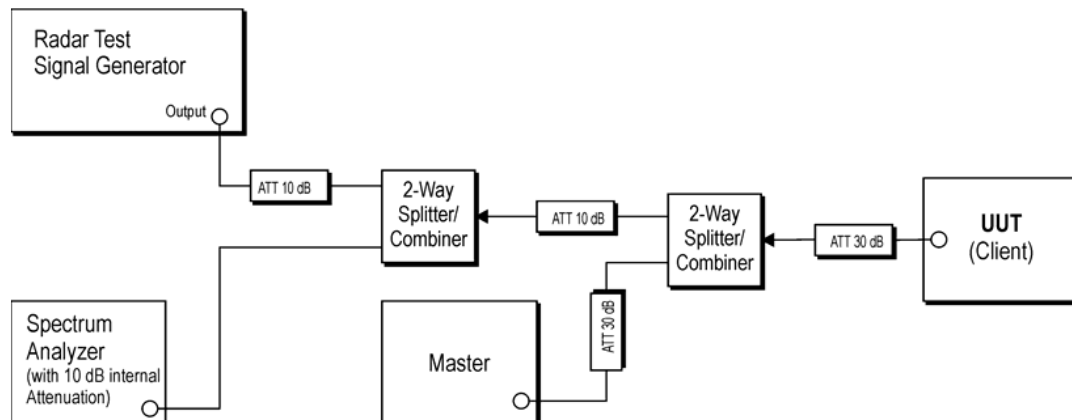 Radar Test
Signal Generator
Output
ATT 10 dB
2-Way
Splitter/
Combiner
ATT 10 dB
2-Way
Splitter/
Combiner
ATT 30 dB
UUT
(Client)
ATT 30 dB
Spectrum
Analyzer
(with 10 dB internal
Attenuation)
Master